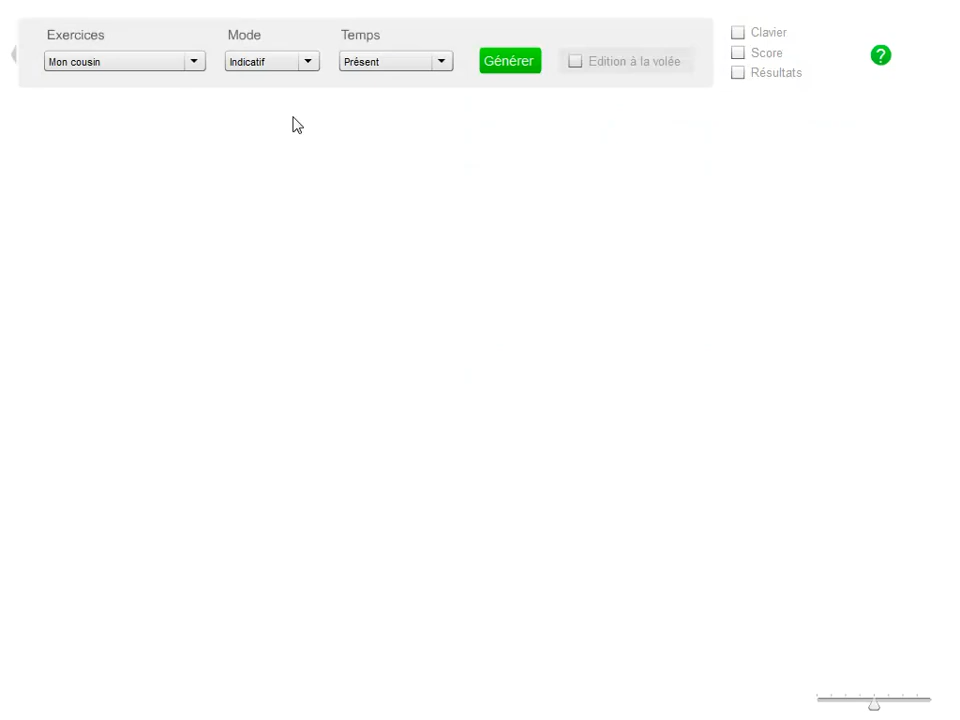 Exercices Mode Temps
Mon cousin Indicatif Présent Générer Edition à la volée
Clavier
Score
Résultats
?